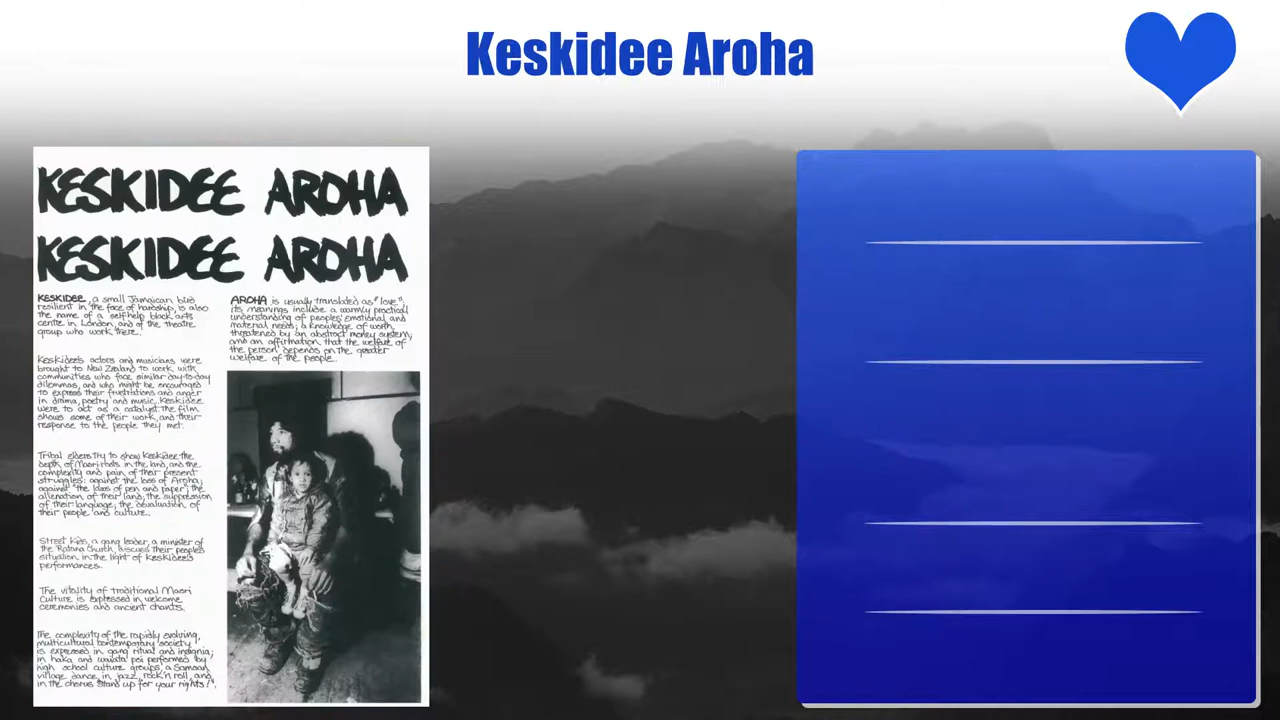 Keskidee Aroha
KESKIDEE AROHA
KESKIDEE AROHA
KESKIDEE, a small Jamaican bird
resilient in the face of hardship, is also
the name of a selfhelp black arts
centre in London, and of the theatre
group who work there.
Keskidee's actors and musicians were
brought to New Zealand to work with
communities who face similar day-to-day
dilemmas, and who might be encouraged
to express their frustrations and anger
in drama, poetry and music. Keskidee
were to act as a catalyst. The film
shows some of their work, and their
response to the people they met.
Tribal elders try to show Keskidee the
depth of Maori roots in the land, and the
complexity and pain of their present
struggles: against the loss of Aroha;
against "the laws of pen and paper"; the
alienation of their land; the suppression
of their language; the devaluation of
their people and culture..
Street kids, a gang leader, a minister of
the Ratana church, discuss their peoples
situation in the light of Keskidee's
performances.
The vitality of traditional Maori
Culture is expressed in welcome
ceremonies and ancient chants.
The complexity of the rapidly evolving,
multicultural contemporary society
is expressed in gang ritual and insignia;
in haka and waiata poi performed by
high school culture groups; a Samoan
village dance, in jazz, rock'n roll, and
in the chorus "stand up for your rights!".
AROHA is usually translated as "love".
Its meanings include a warmly practical
understanding of peoples' emotional and
material needs; a knowledge of worth
threatened by an abstract money system;
and an affirmation that the welfare of
the person depends on the greater
welfare of the people.